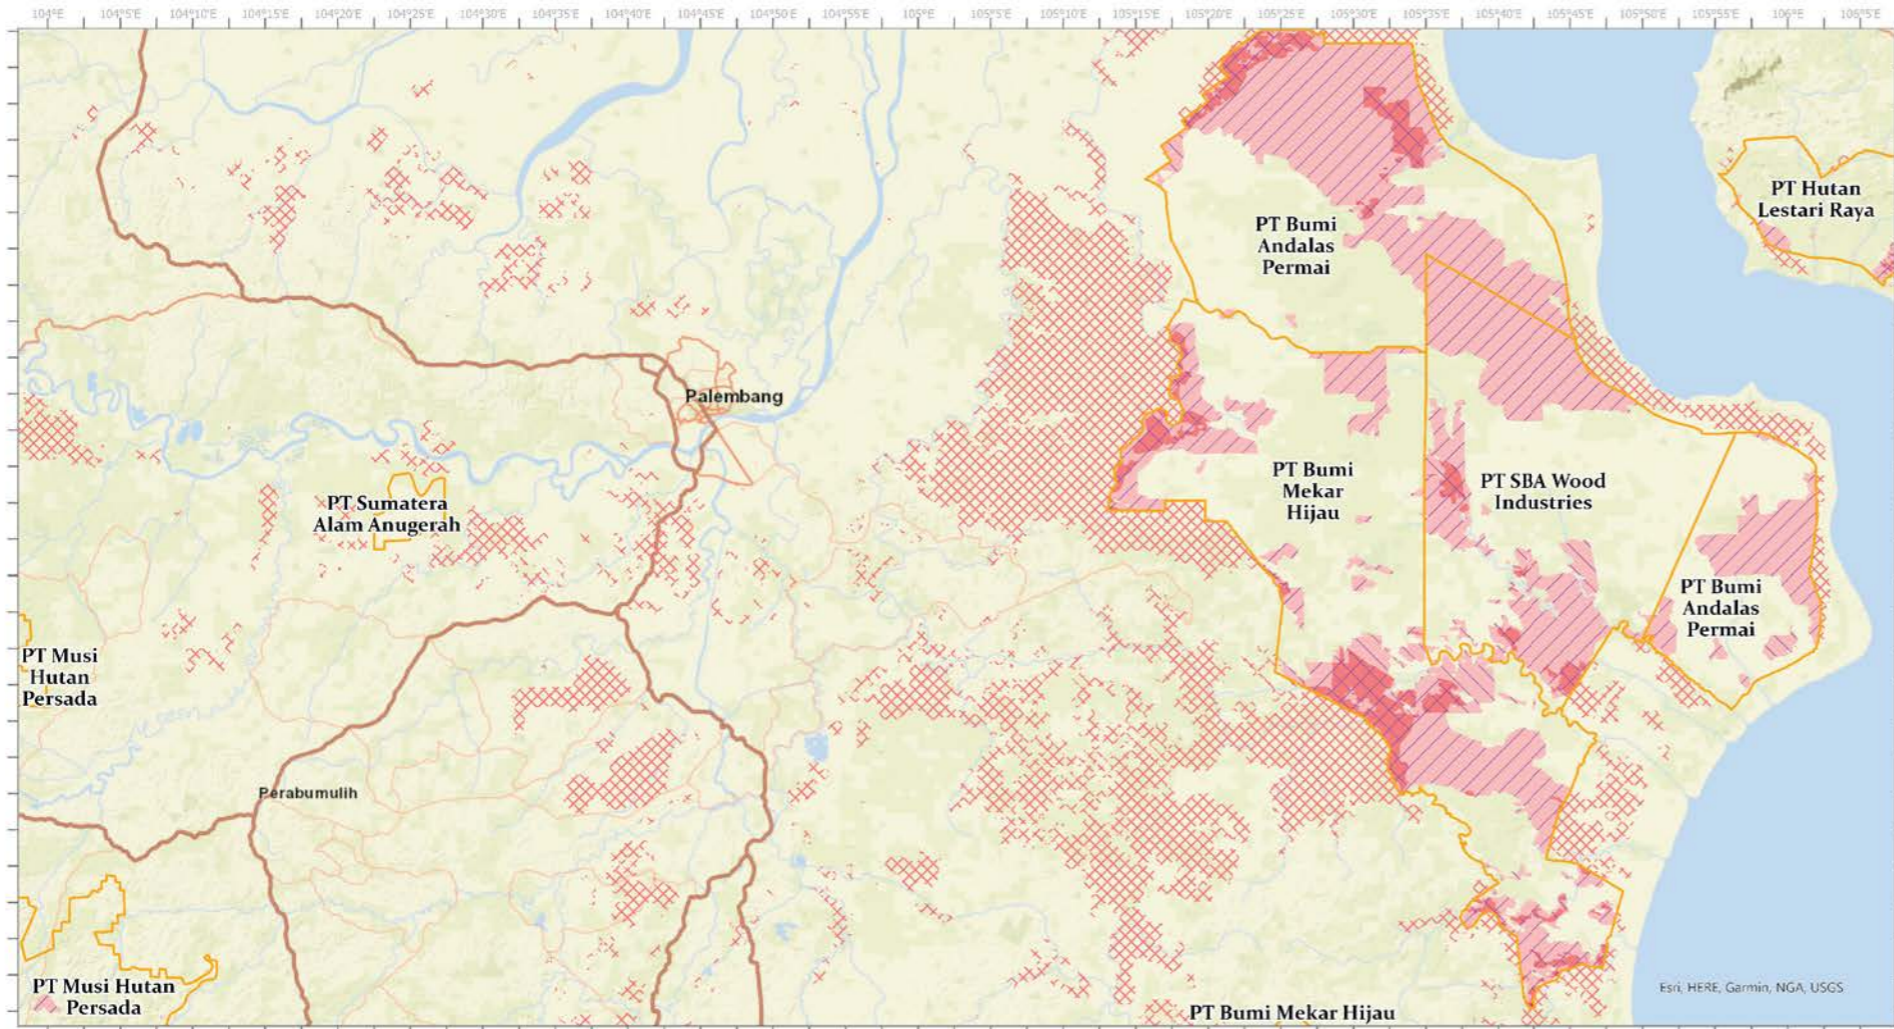 104°E 104°5'E 104°10'E 104°15'E 104°20'E 104°25'E 104°30'E 104°35'E 104°40'E 104°45'E 104°50'E 104°55'E 105°E 105°5'E 105°10'E 105°15'E 105°20'E 105°25'E 105°30'E 105°35'E 105°40'E 105°45'E 105°50'E 105°55'E 106°E 106°5'E
PT Hutan
Lestari Raya
PT Bumi
Andalas
Permai
Palembang
PT Bumi
Mekar
Hijau
PT SBA Wood
Industries
PT Sumatera
Alam Anugerah
PT Bumi
Andalas
Permai
PT Musi
Hutan
Persada
Perabumulih
PT Musi Hutan
Persada
Esri, HERE, Garmin, NGA, USGS
PT Bumi Mekar Hijau